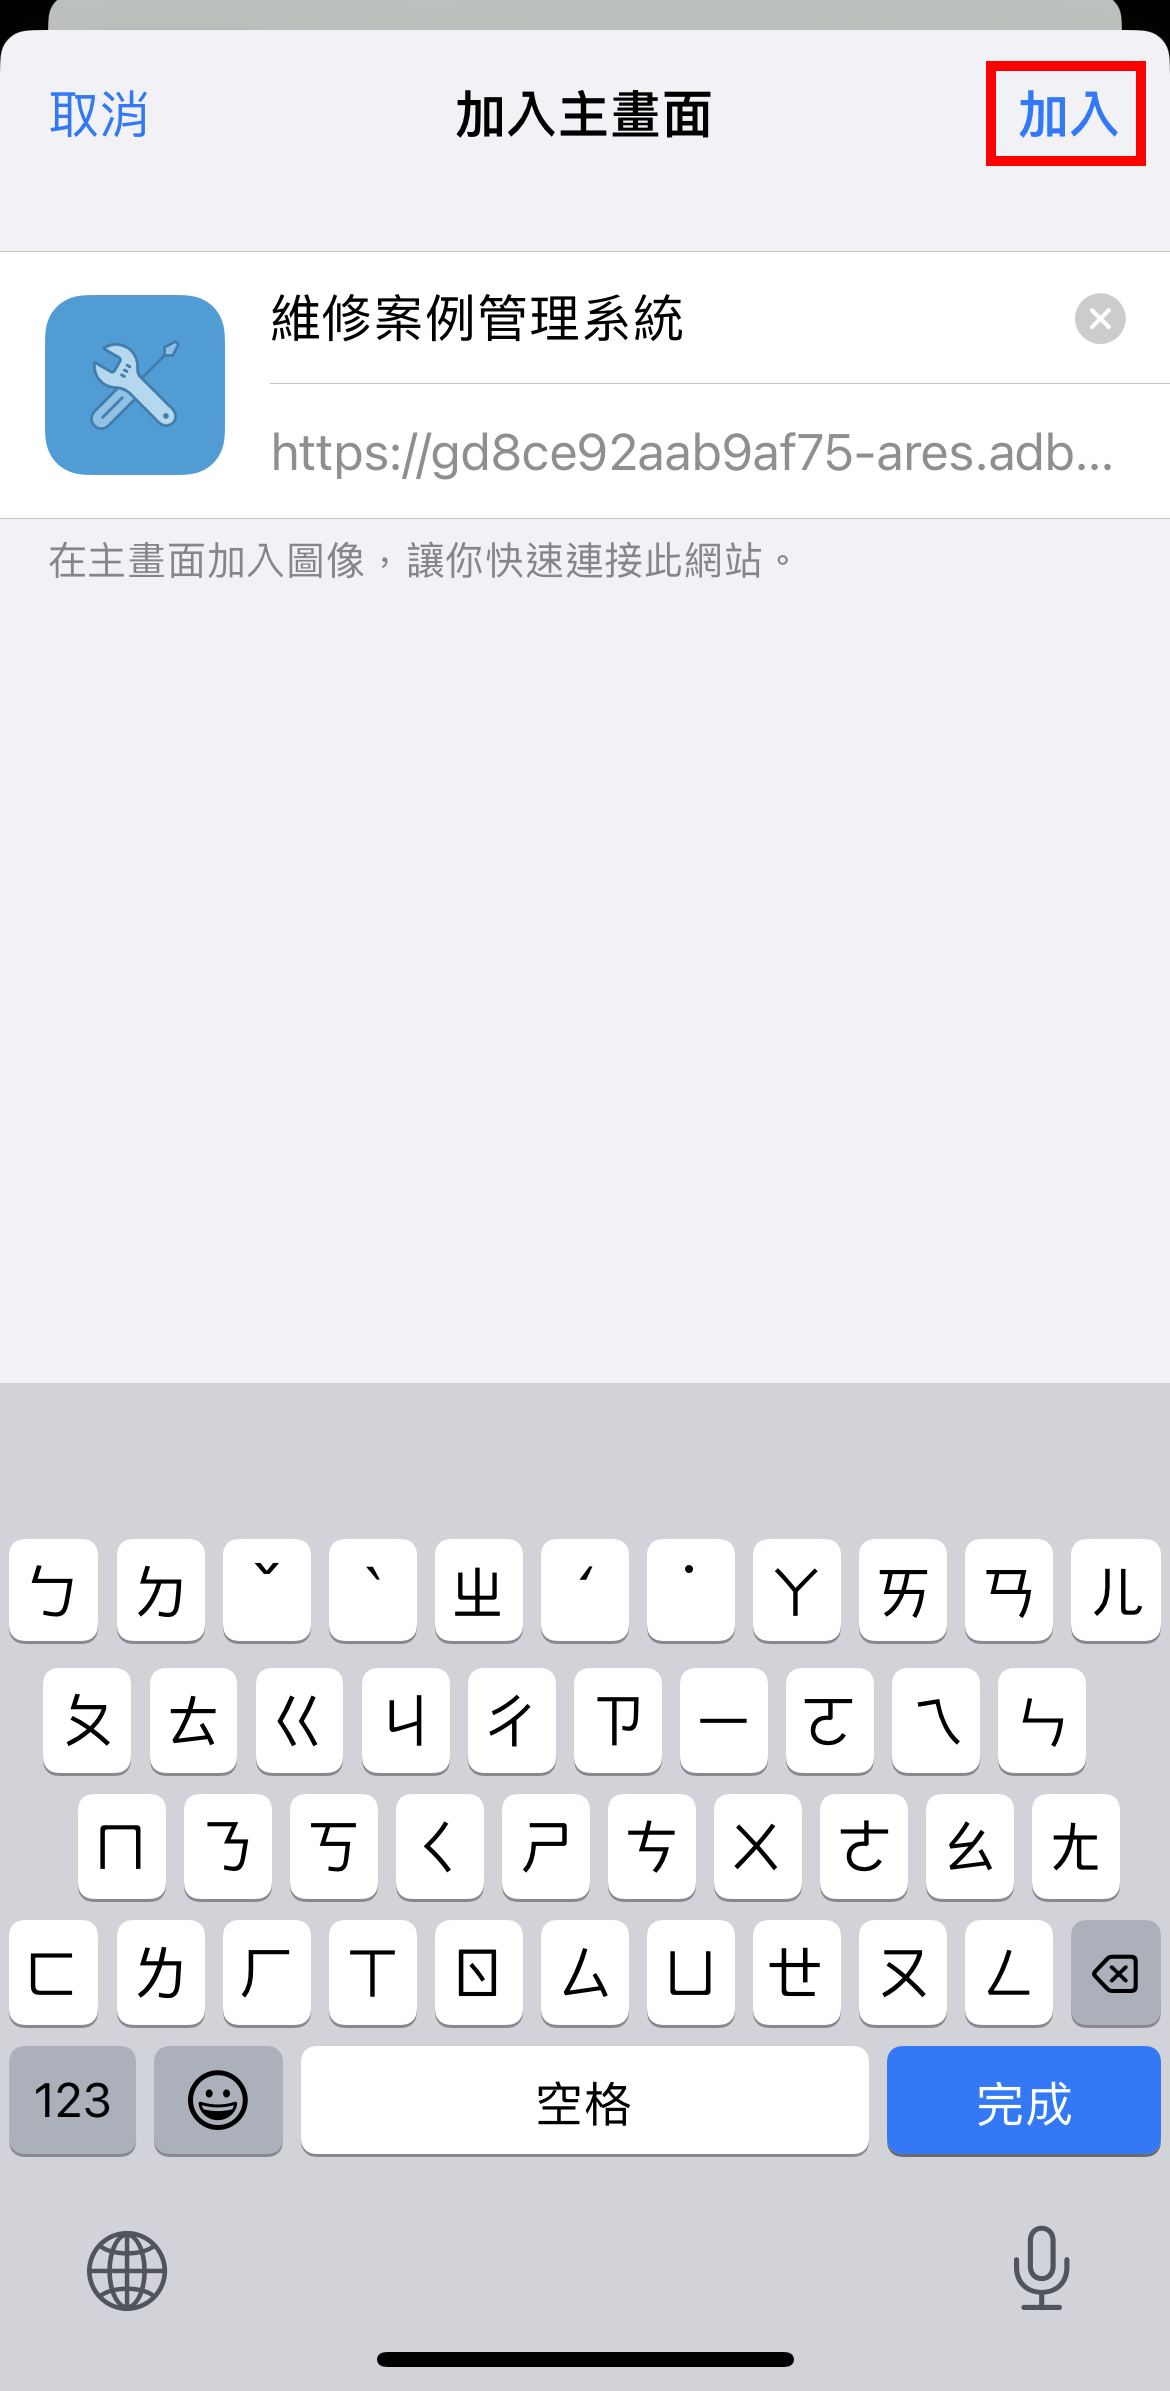 取消 加入主畫面 加入
維修案例管理系統
https://gd8ce92aab9af75-ares.adb...
在主畫面加入圖像，讓你快速連接此網站。
ㄅ ㄉ ˇ ˋ ㄓ ˊ ˙ ㄚ ㄞ ㄢ ㄦ
ㄆ ㄊ ㄍ ㄐ ㄔ ㄗ ㄧ ㄛ ㄟ ㄣ
ㄇ ㄋ ㄎ ㄑ ㄕ ㄘ ㄨ ㄜ ㄠ ㄤ
ㄈ ㄌ ㄏ ㄒ ㄖ ㄙ ㄩ ㄝ ㄡ ㄥ
123 空格 完成